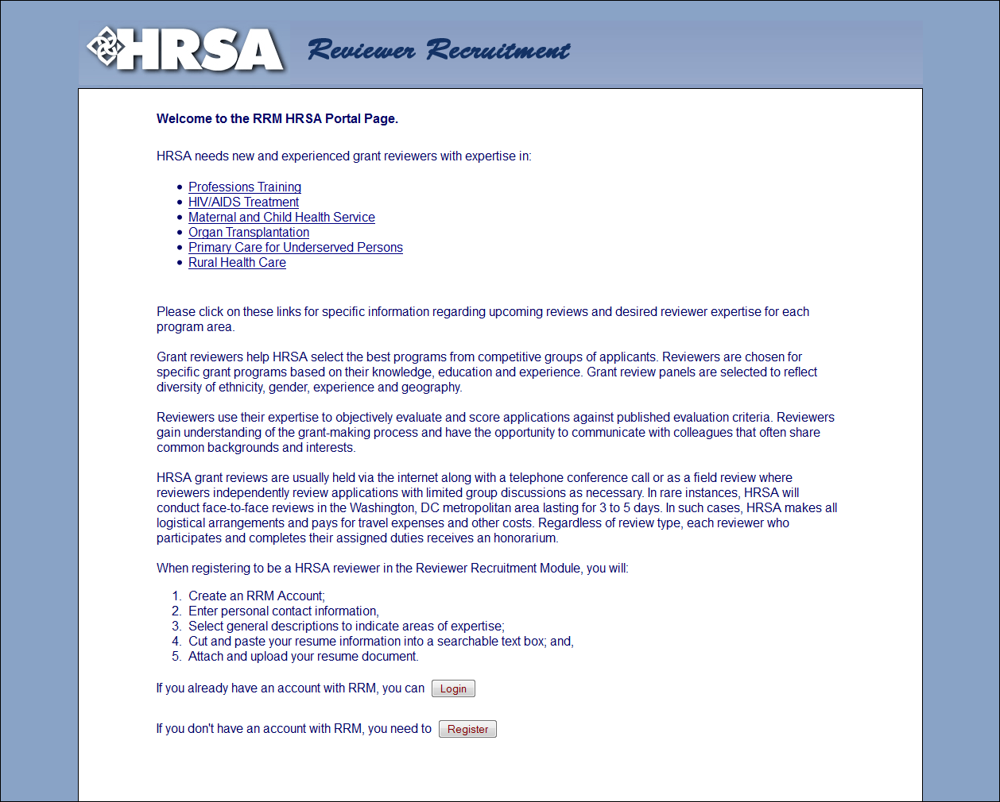 HRSA Reviewer Recruitment
Welcome to the RRM HRSA Portal Page.
HRSA needs new and experienced grant reviewers with expertise in:
• Professions Training
• HIV/AIDS Treatment
• Maternal and Child Health Service
• Organ Transplantation
• Primary Care for Underserved Persons
• Rural Health Care
Please click on these links for specific information regarding upcoming reviews and desired reviewer expertise for each
program area.
Grant reviewers help HRSA select the best programs from competitive groups of applicants. Reviewers are chosen for
specific grant programs based on their knowledge, education and experience. Grant review panels are selected to reflect
diversity of ethnicity, gender, experience and geography.
Reviewers use their expertise to objectively evaluate and score applications against published evaluation criteria. Reviewers
gain understanding of the grant-making process and have the opportunity to communicate with colleagues that often share
common backgrounds and interests.
HRSA grant reviews are usually held via the internet along with a telephone conference call or as a field review where
reviewers independently review applications with limited group discussions as necessary. In rare instances, HRSA will
conduct face-to-face reviews in the Washington, DC metropolitan area lasting for 3 to 5 days. In such cases, HRSA makes all
logistical arrangements and pays for travel expenses and other costs. Regardless of review type, each reviewer who
participates and completes their assigned duties receives an honorarium.
When registering to be a HRSA reviewer in the Reviewer Recruitment Module, you will:
1. Create an RRM Account;
2. Enter personal contact information,
3. Select general descriptions to indicate areas of expertise;
4. Cut and paste your resume information into a searchable text box; and,
5. Attach and upload your resume document.
If you already have an account with RRM, you can Login
If you don't have an account with RRM, you need to Register